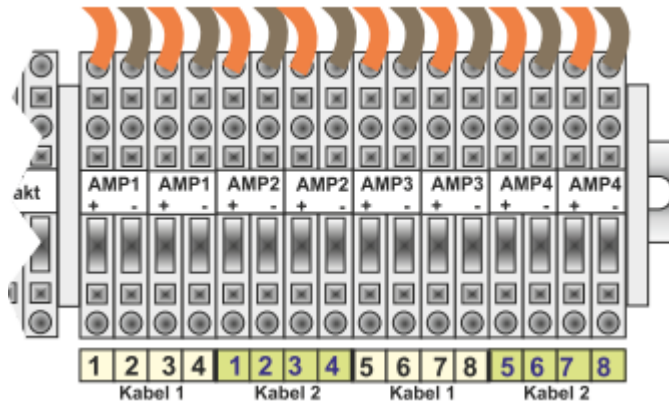 akt AMP1 AMP1 AMP2 AMP2 AMP3 AMP3 AMP4 AMP4
+ - + - + - + - + - + - + - + -
1 2 3 4 1 2 3 4 5 6 7 8 5 6 7 8
Kabel 1 Kabel 2 Kabel 1 Kabel 2